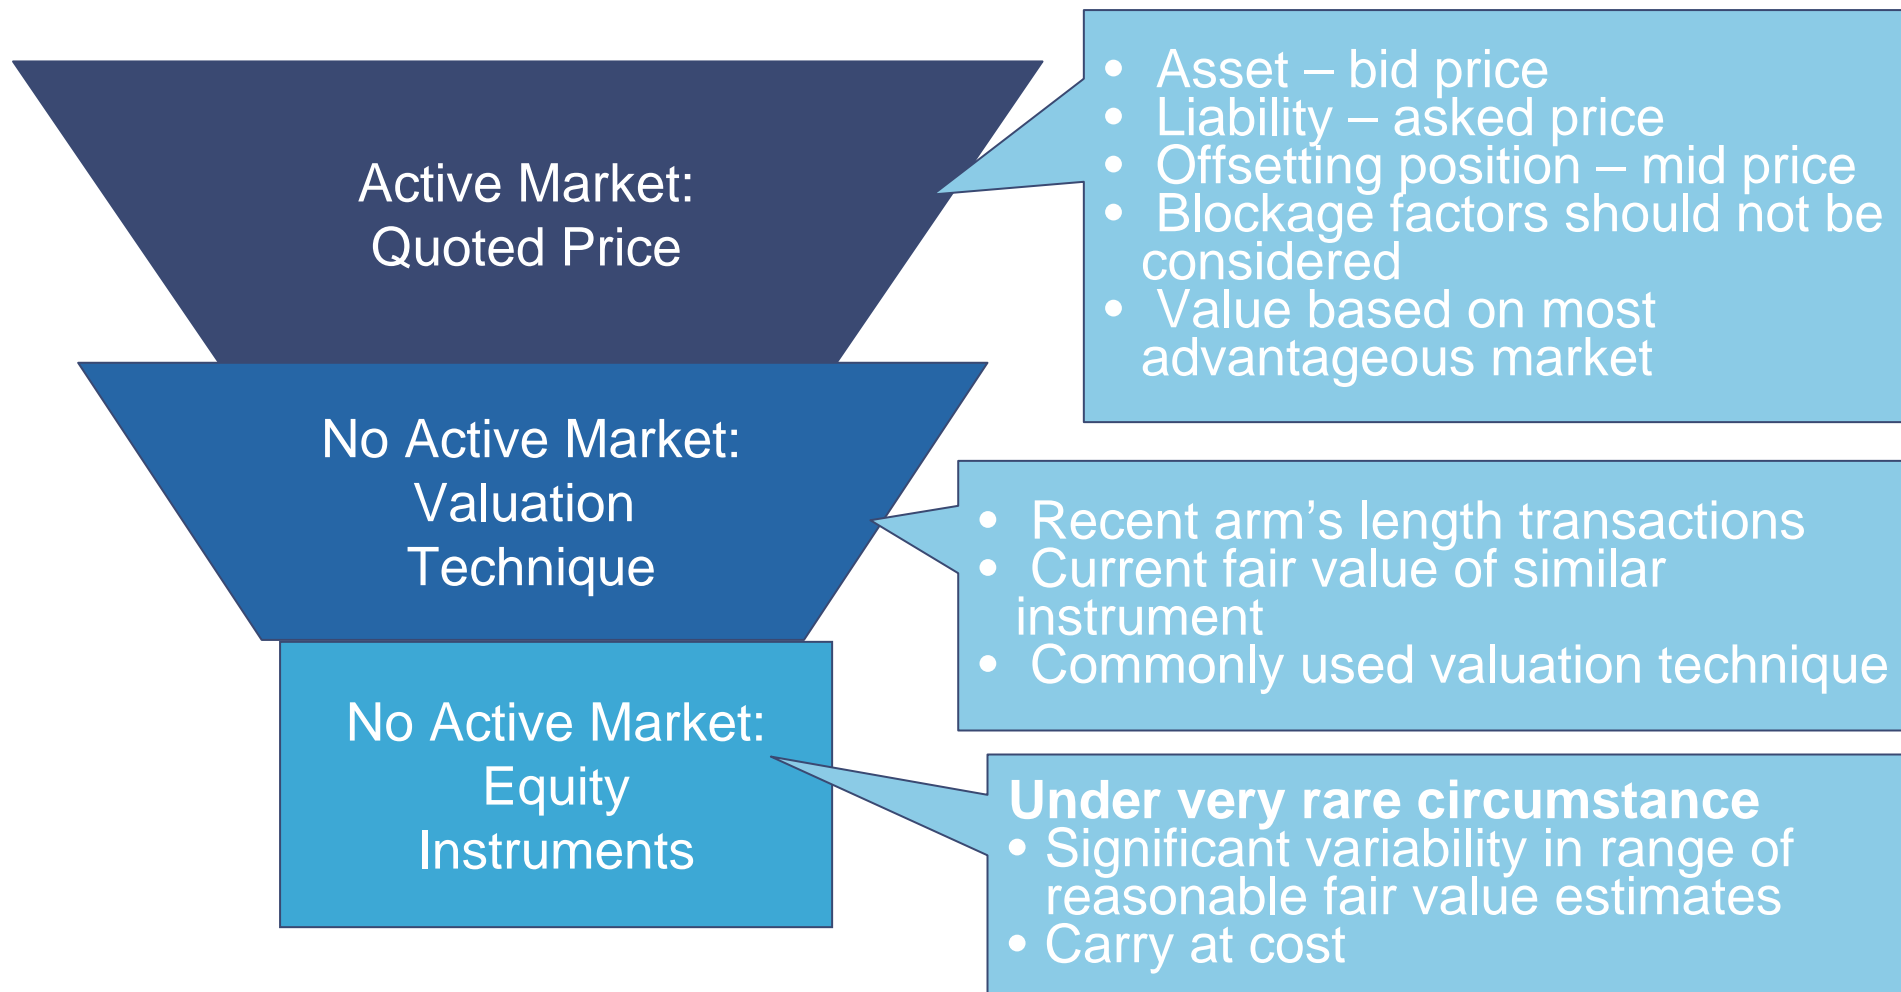 Active Market:
Quoted Price
• Asset – bid price
• Liability – asked price
• Offsetting position – mid price
• Blockage factors should not be
considered
• Value based on most
advantageous market
No Active Market:
Valuation
Technique
• Recent arm’s length transactions
• Current fair value of similar
instrument
• Commonly used valuation technique
No Active Market:
Equity
Instruments
Under very rare circumstance
• Significant variability in range of
reasonable fair value estimates
• Carry at cost